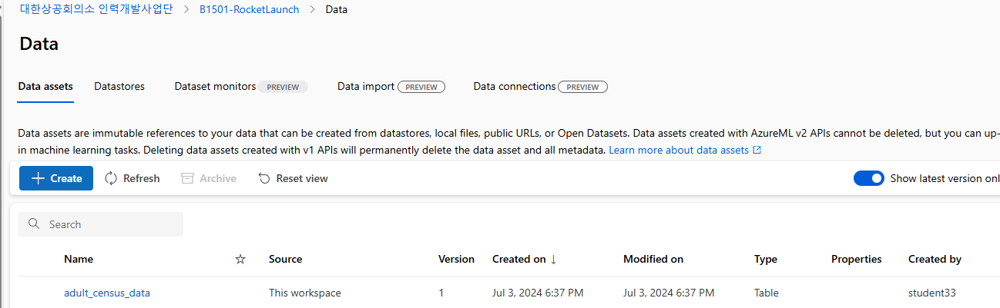 대한상공회의소 인력개발사업단 > B1501-RocketLaunch > Data
Data
Data assets Datastores Dataset monitors PREVIEW Data import PREVIEW Data connections PREVIEW
Data assets are immutable references to your data that can be created from datastores, local files, public URLs, or Open Datasets. Data assets created with AzureML v2 APIs cannot be deleted, but you can up-
in machine learning tasks. Deleting data assets created with v1 APIs will permanently delete the data asset and all metadata. Learn more about data assets
Create Refresh Archive Reset view Show latest version onl
Search
Name Source Version Created on ↓ Modified on Type Properties Created by
adult_census_data This workspace 1 Jul 3, 2024 6:37 PM Jul 3, 2024 6:37 PM Table student33